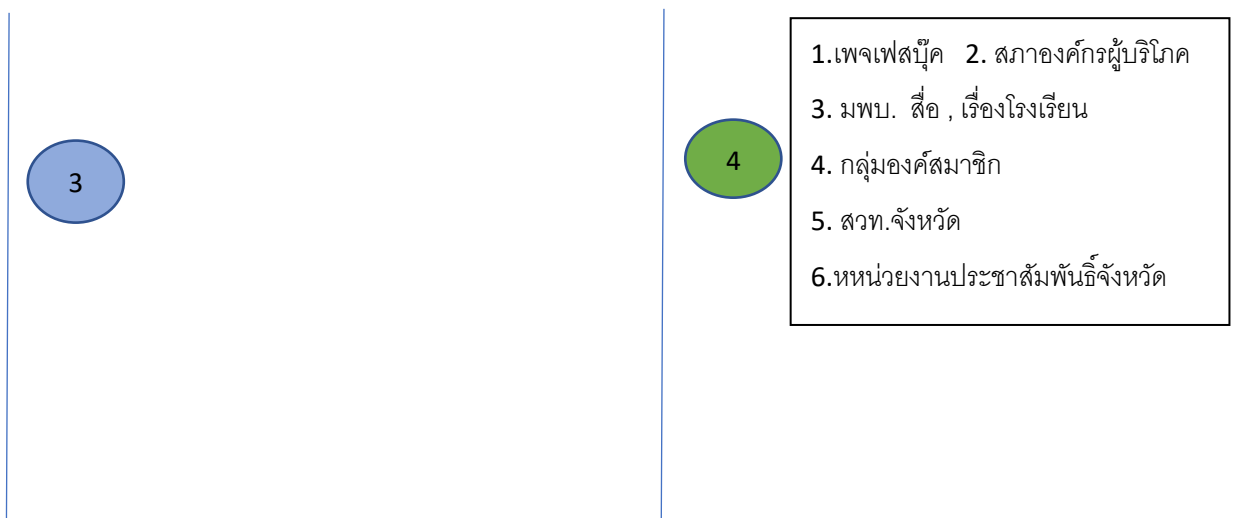 3
4
1.เพจเฟสบุ๊ค 2. สภาองค์กรผู้บริโภค
3. มพบ. สื่อ , เรื่องโรงเรียน
4. กลุ่มองค์สมาชิก
5. สวท.จังหวัด
6.หหน่วยงานประชาสัมพันธิ์จังหวัด